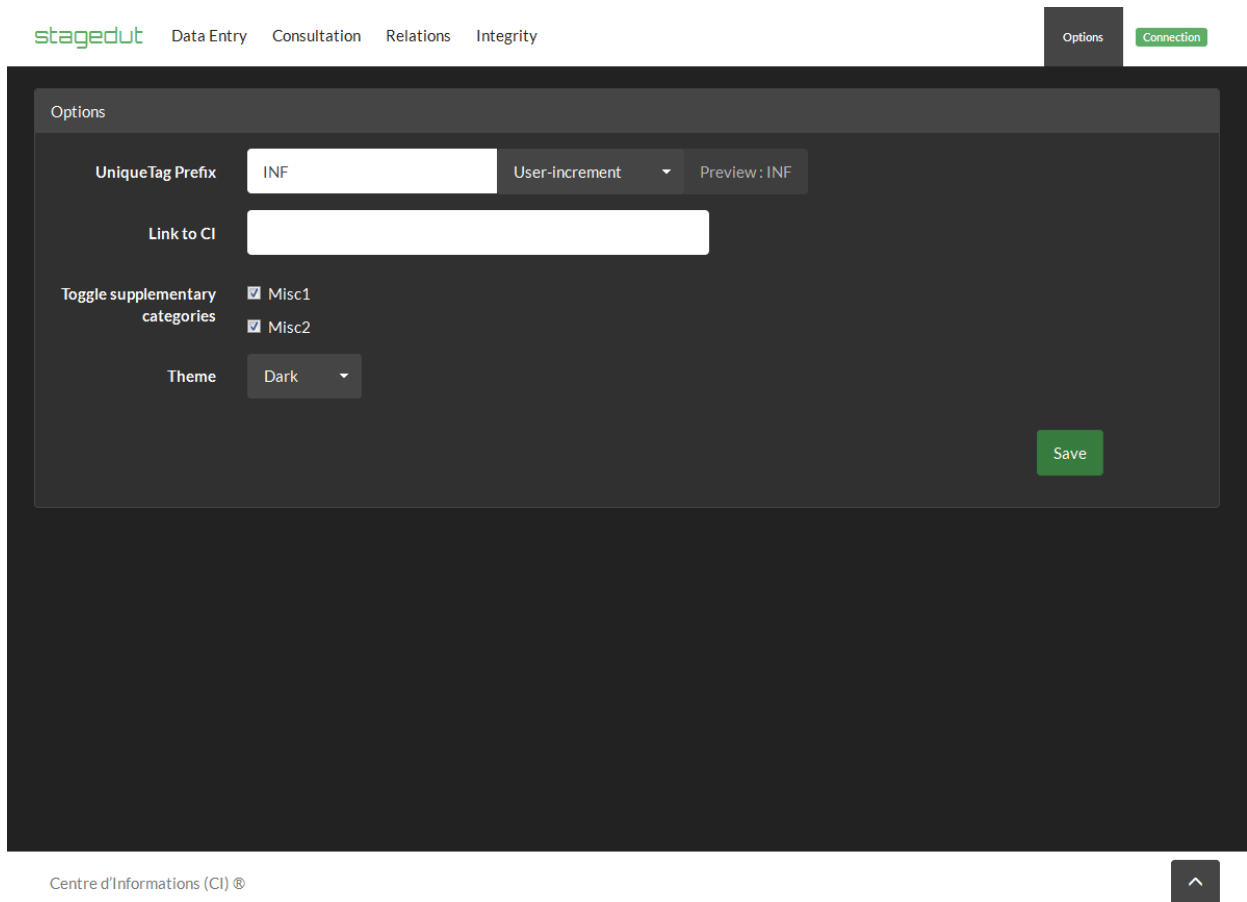 stagedut Data Entry Consultation Relations Integrity Options Connection
Options
UniqueTag Prefix INF User-increment Preview : INF
Link to CI
Toggle supplementary Misc1
categories Misc2
Theme Dark
Save
Centre d'Informations (CI) ®